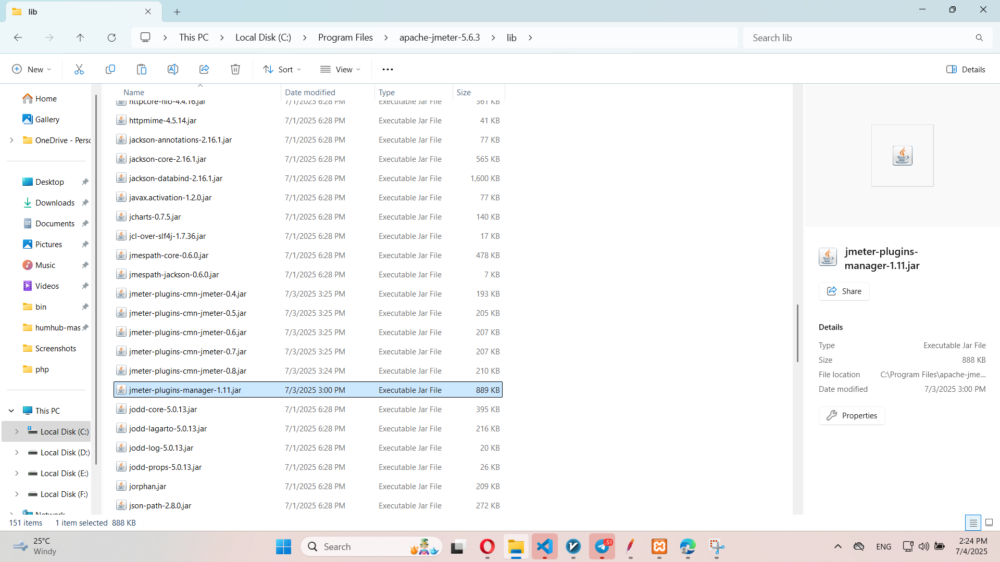 lib
This PC
Local Disk (C:)
Program Files
apache-jmeter-5.6.3
lib
Search lib
New
Sort
View
Details
Name
Date modified
Type
Size
Home
Gallery
OneDrive - Perso
Desktop
Downloads
Documents
Pictures
Music
Videos
bin
humhub-mas
Screenshots
php
This PC
Local Disk (C:)
Local Disk (D:)
Local Disk (E:)
Local Disk (F:)
Network
httpcore-nio-4.4.16.jar 7/1/2025 6:28 PM Executable Jar File 361 KB
httpmime-4.5.14.jar 7/1/2025 6:28 PM Executable Jar File 41 KB
jackson-annotations-2.16.1.jar 7/1/2025 6:28 PM Executable Jar File 77 KB
jackson-core-2.16.1.jar 7/1/2025 6:28 PM Executable Jar File 565 KB
jackson-databind-2.16.1.jar 7/1/2025 6:28 PM Executable Jar File 1,600 KB
javax.activation-1.2.0.jar 7/1/2025 6:28 PM Executable Jar File 77 KB
jcharts-0.7.5.jar 7/1/2025 6:28 PM Executable Jar File 140 KB
jcl-over-slf4j-1.7.36.jar 7/1/2025 6:28 PM Executable Jar File 17 KB
jmespath-core-0.6.0.jar 7/1/2025 6:28 PM Executable Jar File 478 KB
jmespath-jackson-0.6.0.jar 7/1/2025 6:28 PM Executable Jar File 7 KB
jmeter-plugins-cmn-jmeter-0.4.jar 7/3/2025 3:25 PM Executable Jar File 193 KB
jmeter-plugins-cmn-jmeter-0.5.jar 7/3/2025 3:25 PM Executable Jar File 205 KB
jmeter-plugins-cmn-jmeter-0.6.jar 7/3/2025 3:25 PM Executable Jar File 207 KB
jmeter-plugins-cmn-jmeter-0.7.jar 7/3/2025 3:25 PM Executable Jar File 207 KB
jmeter-plugins-cmn-jmeter-0.8.jar 7/3/2025 3:24 PM Executable Jar File 210 KB
jmeter-plugins-manager-1.11.jar 7/3/2025 3:00 PM Executable Jar File 889 KB
jodd-core-5.0.13.jar 7/1/2025 6:28 PM Executable Jar File 395 KB
jodd-lagarto-5.0.13.jar 7/1/2025 6:28 PM Executable Jar File 216 KB
jodd-log-5.0.13.jar 7/1/2025 6:28 PM Executable Jar File 20 KB
jodd-props-5.0.13.jar 7/1/2025 6:28 PM Executable Jar File 26 KB
jorphan.jar 7/1/2025 6:28 PM Executable Jar File 209 KB
json-path-2.8.0.jar 7/1/2025 6:28 PM Executable Jar File 272 KB
jmeter-plugins-
manager-1.11.jar
Share
Details
Type Executable Jar File
Size 888 KB
File location C:\Program Files\apache-jme...
Date modified 7/3/2025 3:00 PM
Properties
151 items
1 item selected 888 KB
25°C
Windy
Search
51
ENG
2:24 PM
7/4/2025